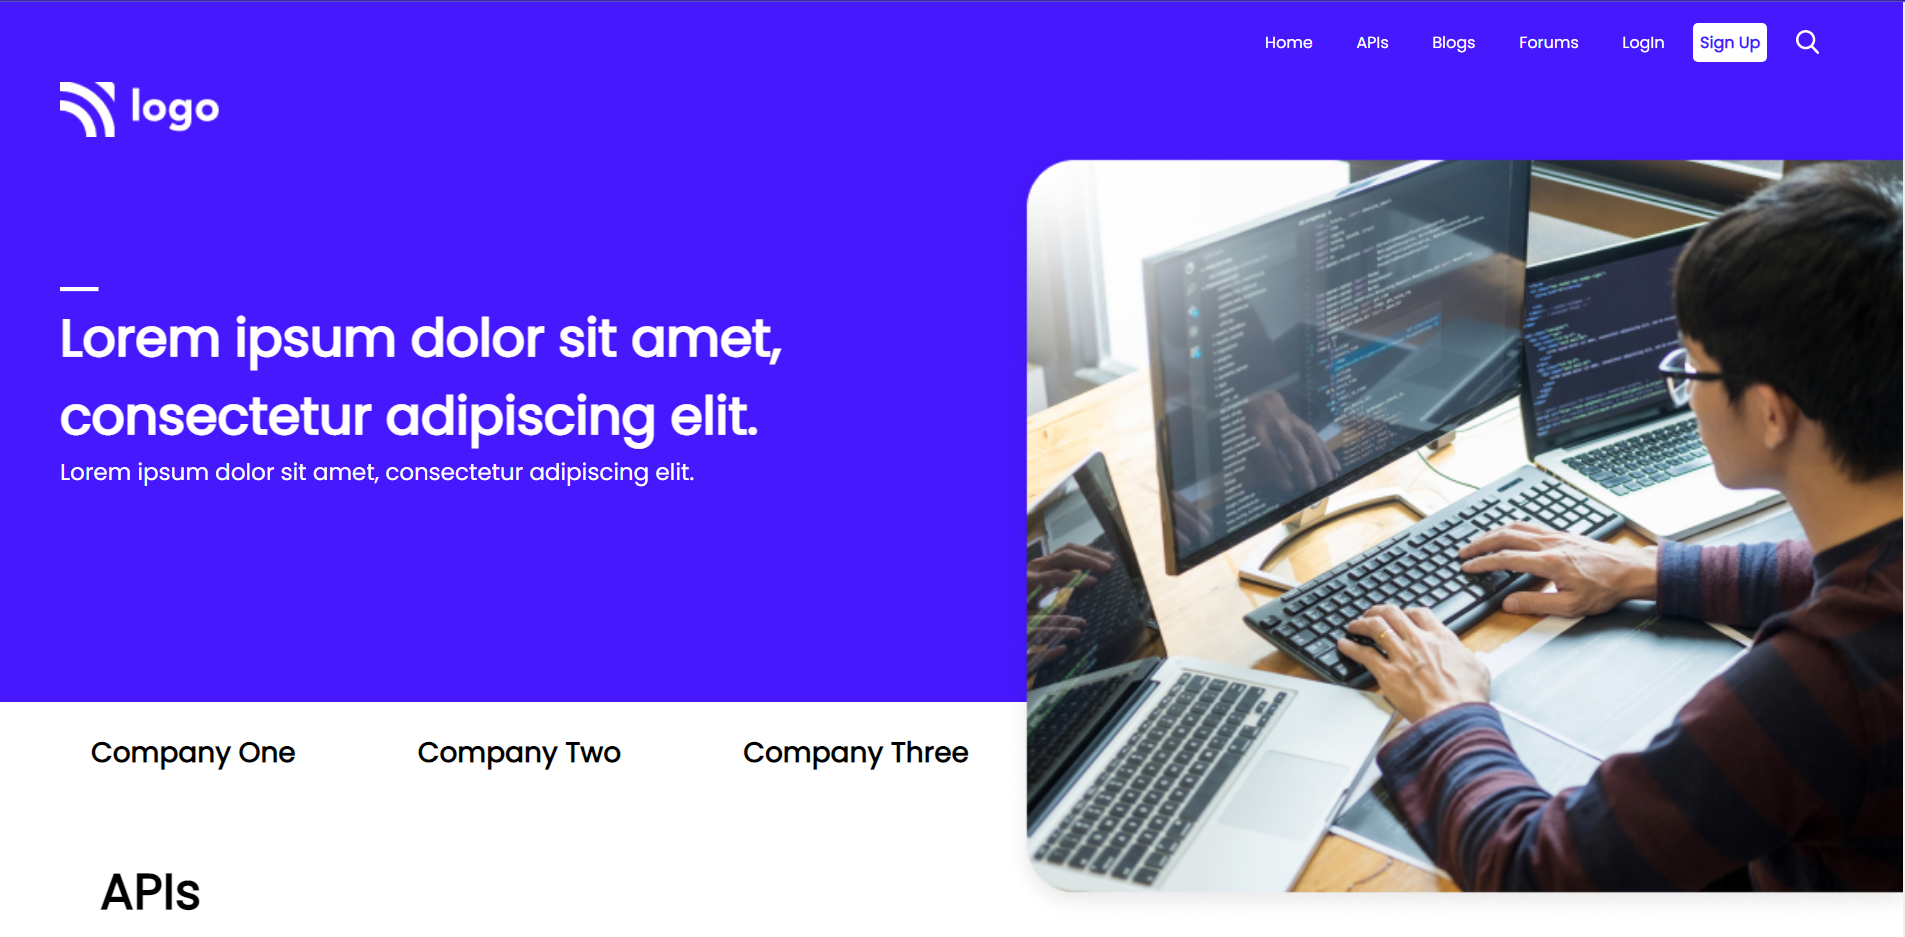 Home APIs Blogs Forums LogIn Sign Up
logo
Lorem ipsum dolor sit amet,
consectetur adipiscing elit.
Lorem ipsum dolor sit amet, consectetur adipiscing elit.
Company One Company Two Company Three
APIs